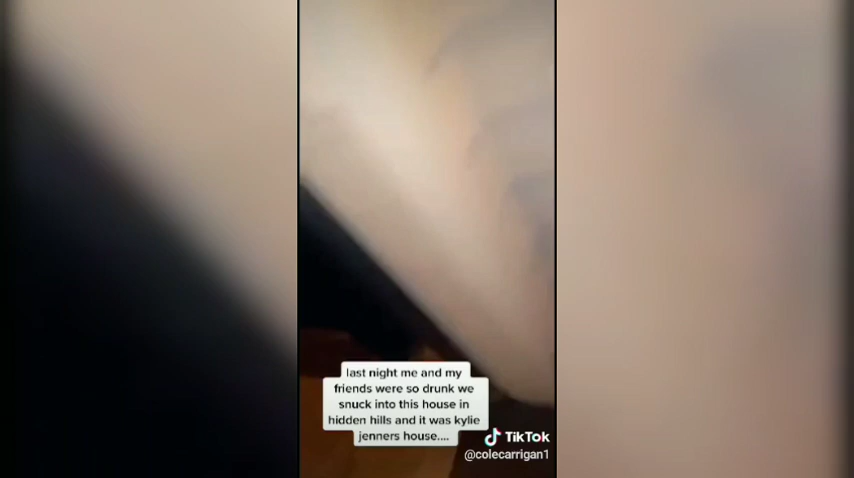 last night me and my
friends were so drunk we
snuck into this house in
hidden hills and it was kylie
jenners house....
TikTok
@colecarrigan1